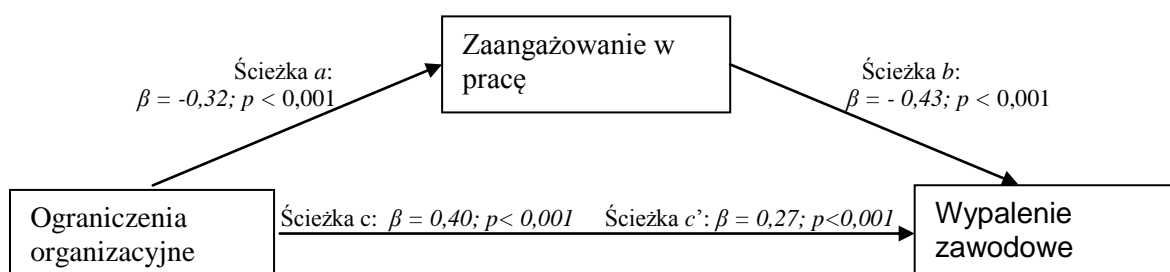 Zaangażowanie w
pracę
Ścieżka a:
β = -0,32; p < 0,001
Ścieżka b:
β = - 0,43; p < 0,001
Ograniczenia
organizacyjne
Ścieżka c: β = 0,40; p< 0,001
Ścieżka c’: β = 0,27; p<0,001
Wypalenie
zawodowe